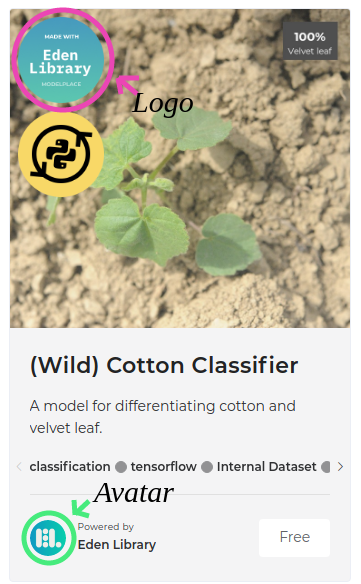 MADE WITH
Eden
Library
MODELPLACE
100%
Velvet leaf
Logo
(Wild) Cotton Classifier
A model for differentiating cotton and
velvet leaf.
classification tensorflow Internal Dataset
Avatar
Powered by
Eden Library
Free